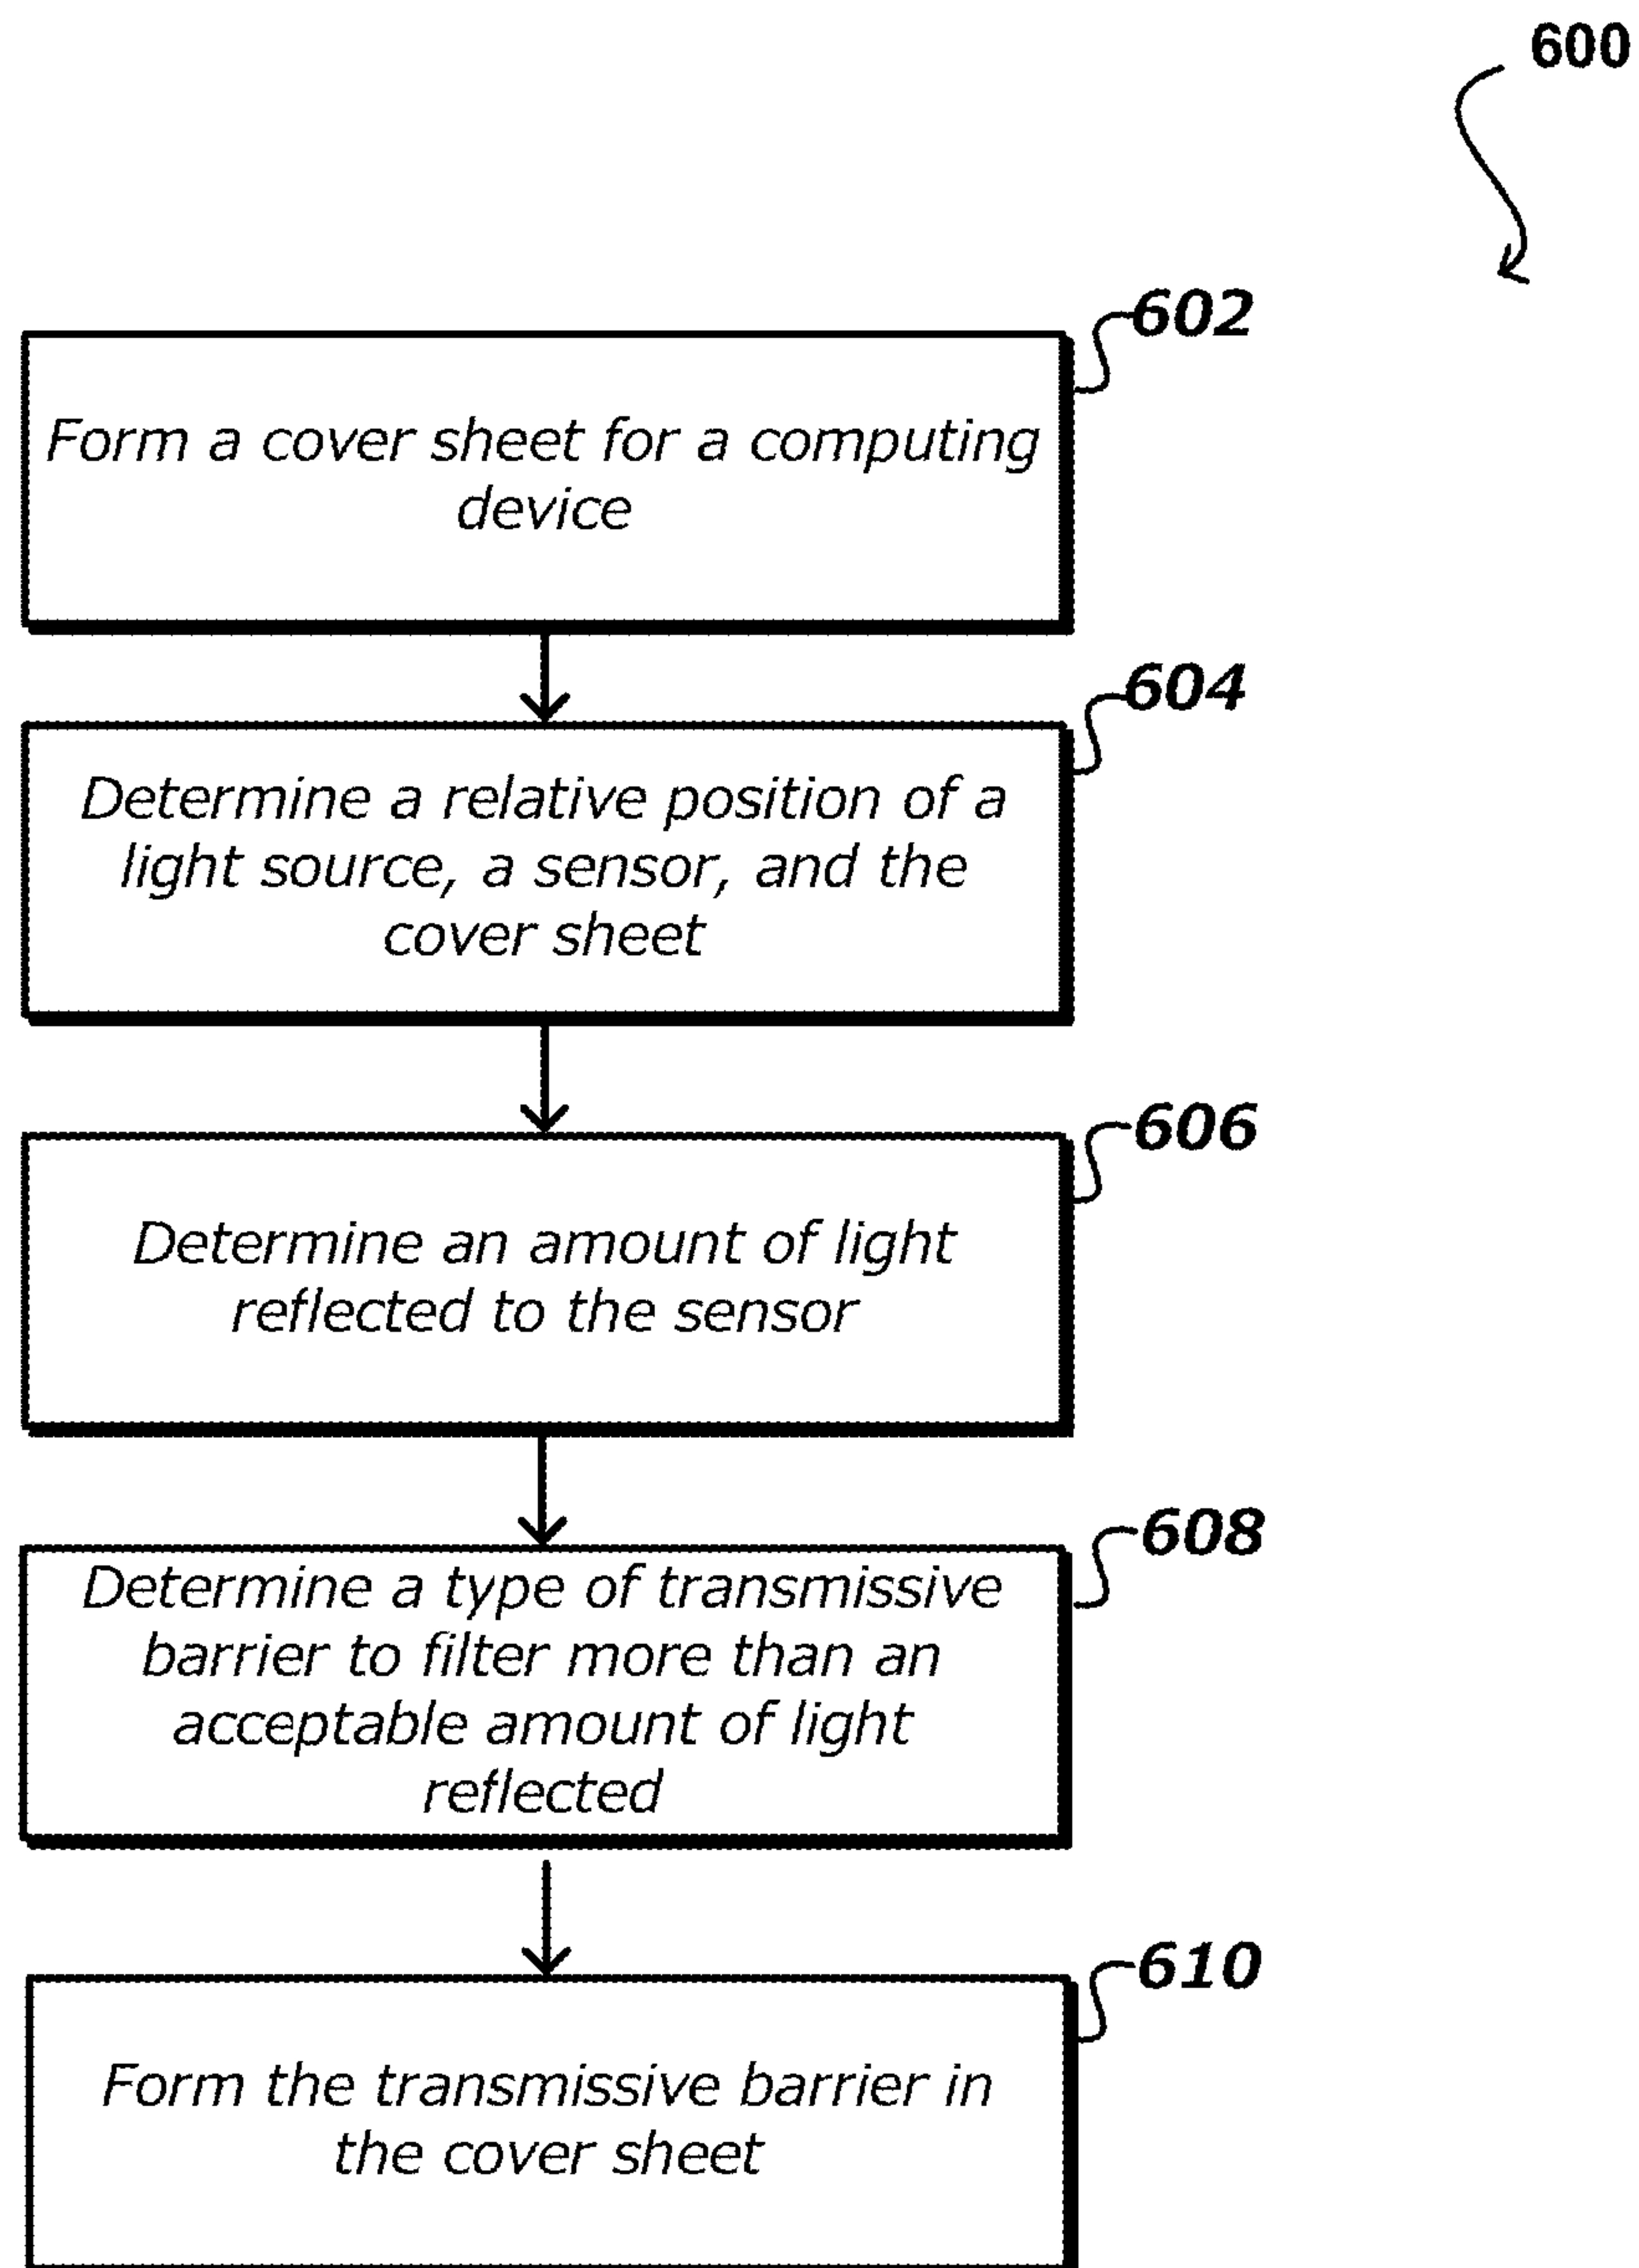 600
602
Form a cover sheet for a computing
device
604
Determine a relative position of a
light source, a sensor, and the
cover sheet
606
Determine an amount of light
reflected to the sensor
608
Determine a type of transmissive
barrier to filter more than an
acceptable amount of light
reflected
610
Form the transmissive barrier in
the cover sheet